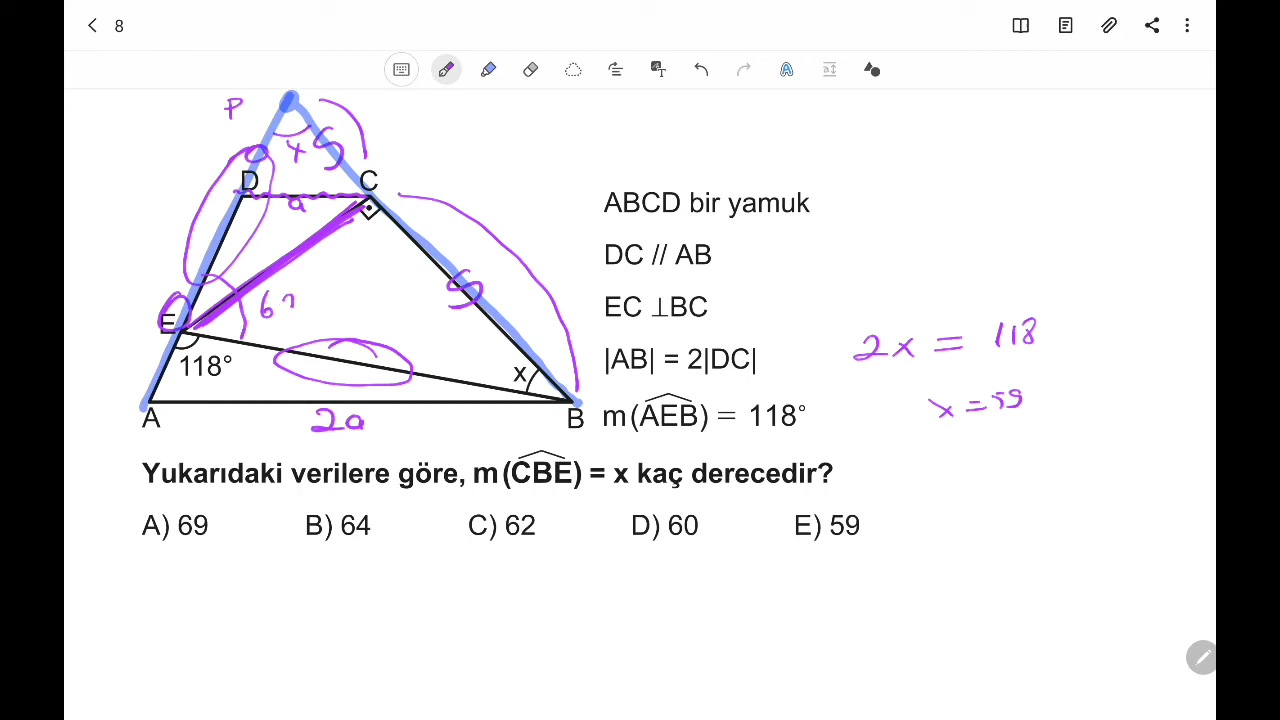 8
P
x
S
D
C
a
S
E
62
118°
x
A
2a
B
ABCD bir yamuk
DC // AB
EC ⊥BC
|AB| = 2|DC|
m(AEB) = 118°
2x = 118
x = 59
Yukarıdaki verilere göre, m(CBE) = x kaç derecedir?
A) 69 B) 64 C) 62 D) 60 E) 59